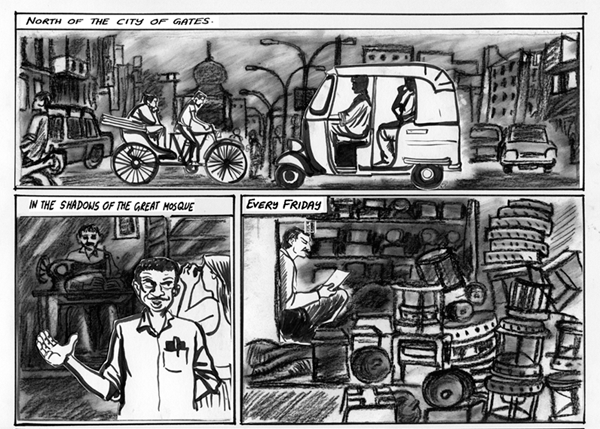 NORTH OF THE CITY OF GATES.
IN THE SHADOWS OF THE GREAT MOSQUE
EVERY FRIDAY